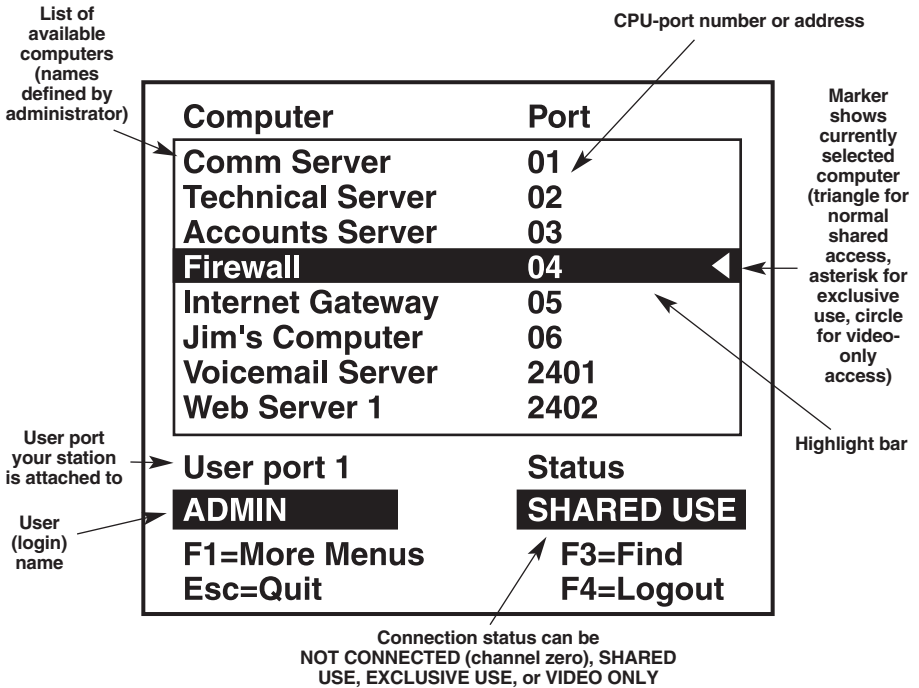 List of
available
computers
(names
defined by
administrator)
CPU-port number or address
Computer Port
Comm Server 01
Technical Server 02
Accounts Server 03
Firewall 04
Internet Gateway 05
Jim's Computer 06
Voicemail Server 2401
Web Server 1 2402
Marker
shows
currently
selected
computer
(triangle for
normal
shared
access,
asterisk for
exclusive
use, circle
for video-
only
access)
Highlight bar
User port
your station
is attached to
User port 1 Status
ADMIN SHARED USE
User
(login)
name
F1=More Menus F3=Find
Esc=Quit F4=Logout
Connection status can be
NOT CONNECTED (channel zero), SHARED
USE, EXCLUSIVE USE, or VIDEO ONLY